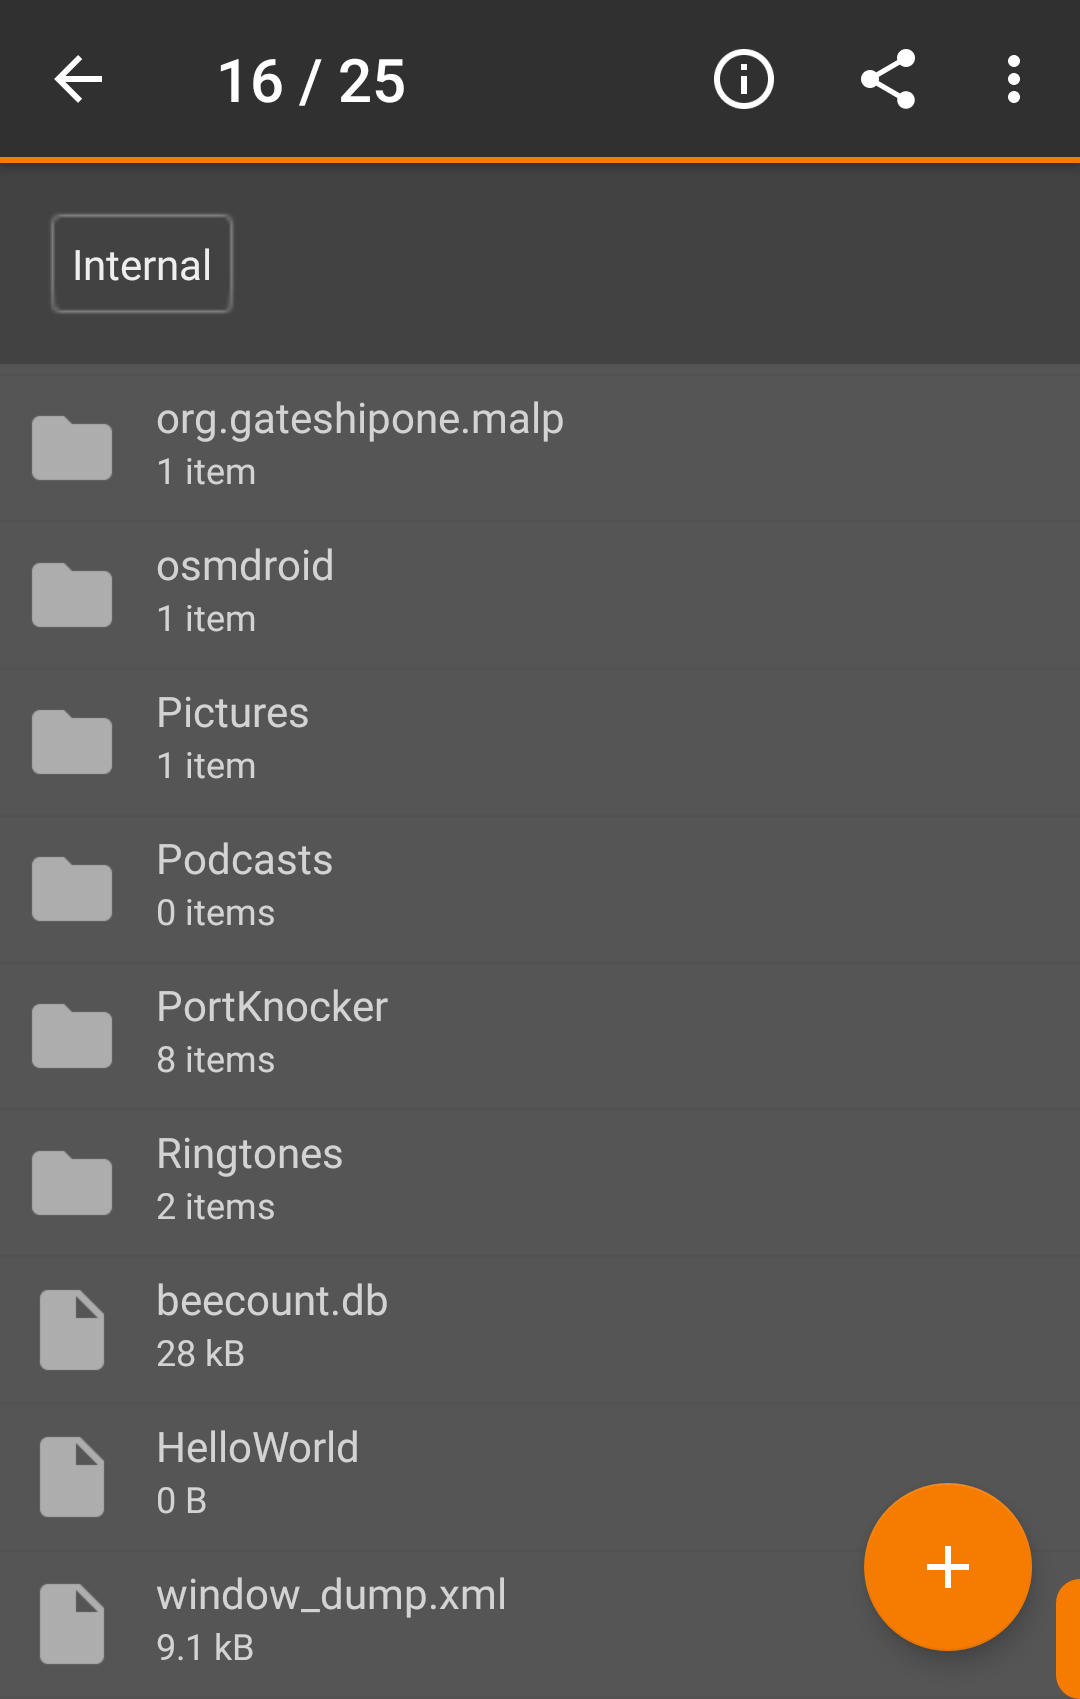 16 / 25
Internal
org.gateshipone.malp
1 item
osmdroid
1 item
Pictures
1 item
Podcasts
0 items
PortKnocker
8 items
Ringtones
2 items
beecount.db
28 kB
HelloWorld
0 B
window_dump.xml
9.1 kB